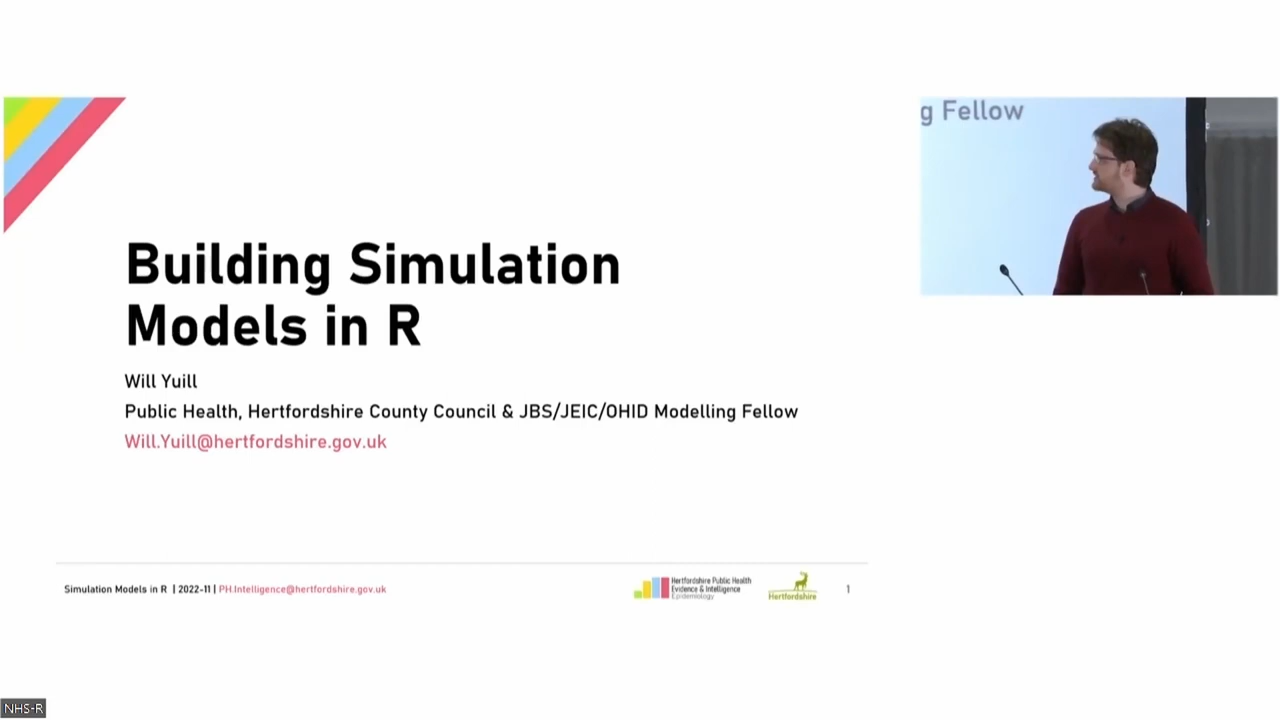 g Fellow
Building Simulation
Models in R
Will Yuill
Public Health, Hertfordshire County Council & JBS/JEIC/OHID Modelling Fellow
Will.Yuill@hertfordshire.gov.uk
Simulation Models in R | 2022-11 | PH.Intelligence@hertfordshire.gov.uk
Hertfordshire Public Health
Evidence & Intelligence
Epidemiology
Hertfordshire
1
NHS-R